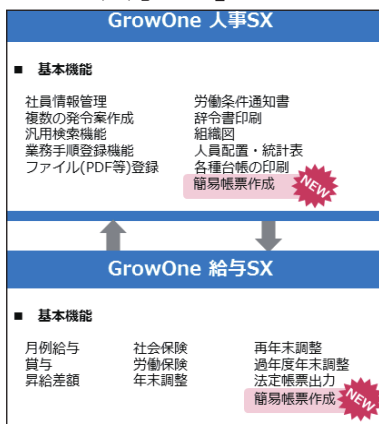 GrowOne 人事SX
■ 基本機能
社員情報管理
複数の発令案作成
汎用検索機能
業務手順登録機能
ファイル(PDF等)登録
労働条件通知書
辞令書印刷
組織図
人員配置・統計表
各種台帳の印刷
簡易帳票作成
NEW
GrowOne 給与SX
■ 基本機能
月例給与
賞与
昇給差額
社会保険
労働保険
年末調整
再年末調整
過年度年末調整
法定帳票出力
簡易帳票作成
NEW